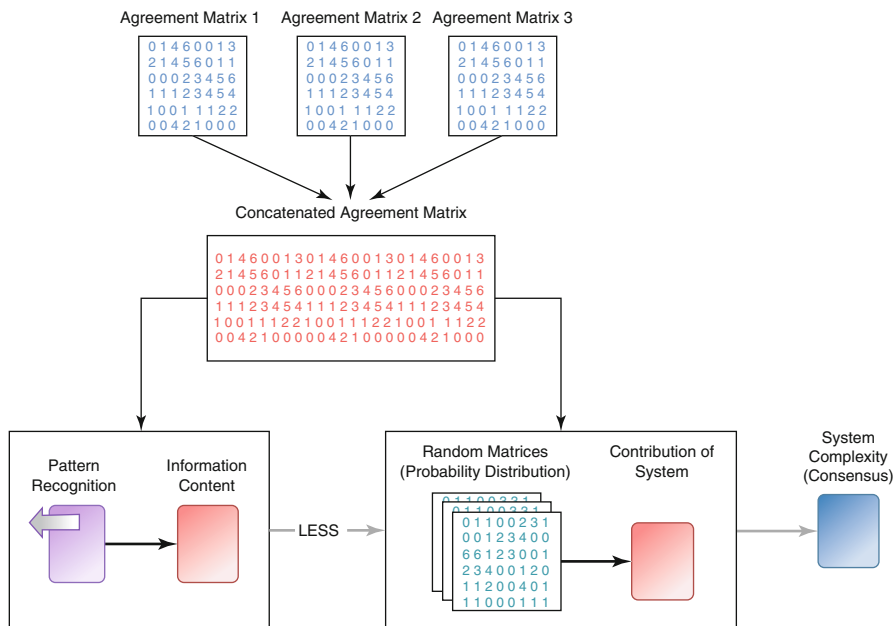 Agreement Matrix 1
Agreement Matrix 2
Agreement Matrix 3
0 1 4 6 0 0 1 3
2 1 4 5 6 0 1 1
0 0 0 2 3 4 5 6
1 1 1 2 3 4 5 4
1 0 0 1 1 1 2 2
0 0 4 2 1 0 0 0
0 1 4 6 0 0 1 3
2 1 4 5 6 0 1 1
0 0 0 2 3 4 5 6
1 1 1 2 3 4 5 4
1 0 0 1 1 1 2 2
0 0 4 2 1 0 0 0
0 1 4 6 0 0 1 3
2 1 4 5 6 0 1 1
0 0 0 2 3 4 5 6
1 1 1 2 3 4 5 4
1 0 0 1 1 1 2 2
0 0 4 2 1 0 0 0
Concatenated Agreement Matrix
0 1 4 6 0 0 1 3 0 1 4 6 0 0 1 3 0 1 4 6 0 0 1 3
2 1 4 5 6 0 1 1 2 1 4 5 6 0 1 1 2 1 4 5 6 0 1 1
0 0 0 2 3 4 5 6 0 0 0 2 3 4 5 6 0 0 0 2 3 4 5 6
1 1 1 2 3 4 5 4 1 1 1 2 3 4 5 4 1 1 1 2 3 4 5 4
1 0 0 1 1 1 2 2 1 0 0 1 1 1 2 2 1 0 0 1 1 1 2 2
0 0 4 2 1 0 0 0 0 0 4 2 1 0 0 0 0 0 4 2 1 0 0 0
Pattern
Recognition
Information
Content
LESS
Random Matrices
(Probability Distribution)
0 1 1 0 0 2 3 1
0 1 1 0 0 2 3 1
0 1 1 0 0 2 3 1
0 0 1 2 3 4 0 0
6 6 1 2 3 0 0 1
2 3 4 0 0 1 2 0
1 1 2 0 0 4 0 1
1 1 0 0 0 1 1 1
Contribution of
System
System
Complexity
(Consensus)